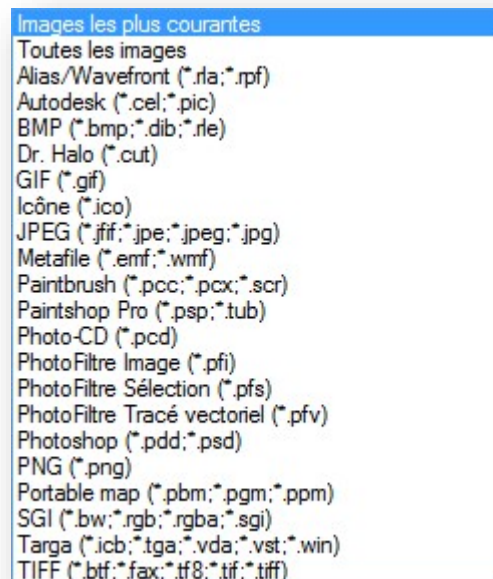 Images les plus courantes
Toutes les images
Alias/Wavefront (*.rla;*.rpf)
Autodesk (*.cel;*.pic)
BMP (*.bmp;*.dib;*.rle)
Dr. Halo (*.cut)
GIF (*.gif)
Icône (*.ico)
JPEG (*.jfif;*.jpe;*.jpeg;*.jpg)
Metafile (*.emf;*.wmf)
Paintbrush (*.pcc;*.pcx;*.scr)
Paintshop Pro (*.psp;*.tub)
Photo-CD (*.pcd)
PhotoFiltre Image (*.pfi)
PhotoFiltre Sélection (*.pfs)
PhotoFiltre Tracé vectoriel (*.pfv)
Photoshop (*.pdd;*.psd)
PNG (*.png)
Portable map (*.pbm;*.pgm;*.ppm)
SGI (*.bw;*.rgb;*.rgba;*.sgi)
Targa (*.icb;*.tga;*.vda;*.vst;*.win)
TIFF (*.btf;*.fax;*.tf8;*.tif;*.tiff)